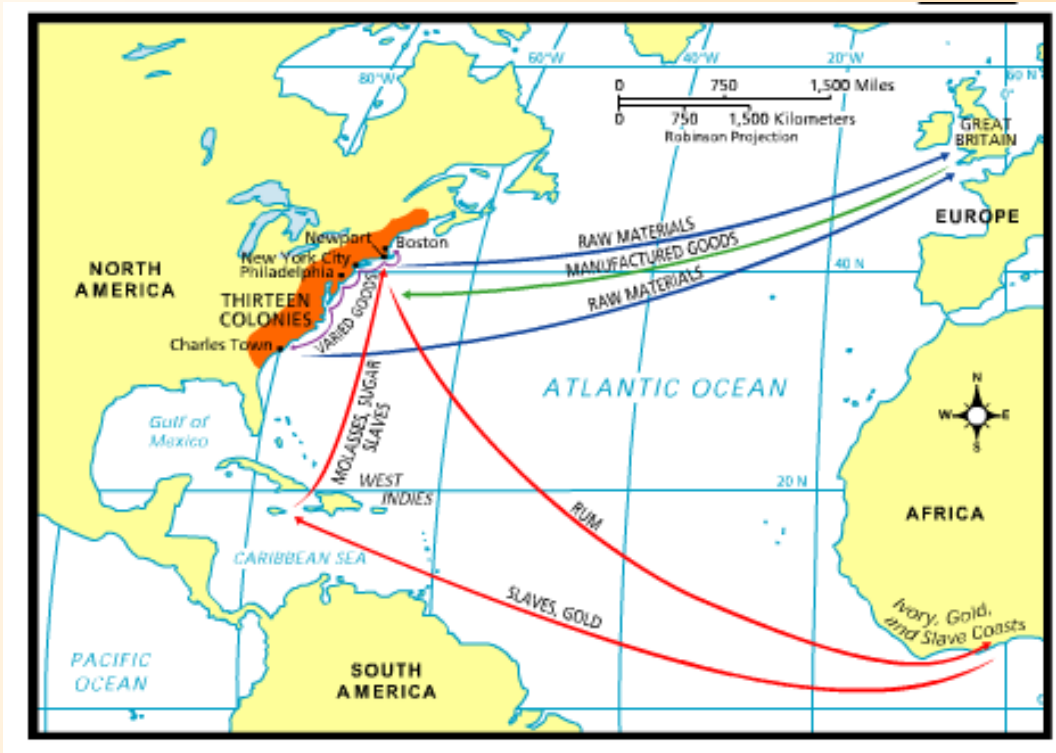 80°W
60°W
40°W
20°W
60 N
0°
0 750 1,500 Miles
0 750 1,500 Kilometers
Robinson Projection
GREAT
BRITAIN
EUROPE
RAW MATERIALS
MANUFACTURED GOODS
RAW MATERIALS
40 N
Newport
Boston
New York City
Philadelphia
NORTH
AMERICA
THIRTEEN
COLONIES
VARIED GOODS
Charles Town
ATLANTIC OCEAN
N
W E
S
Gulf of
Mexico
MOLASSES, SUGAR
SLAVES
WEST
INDIES
20 N
RUM
AFRICA
CARIBBEAN SEA
SLAVES, GOLD
Ivory, Gold,
and Slave Coasts
PACIFIC
OCEAN
SOUTH
AMERICA